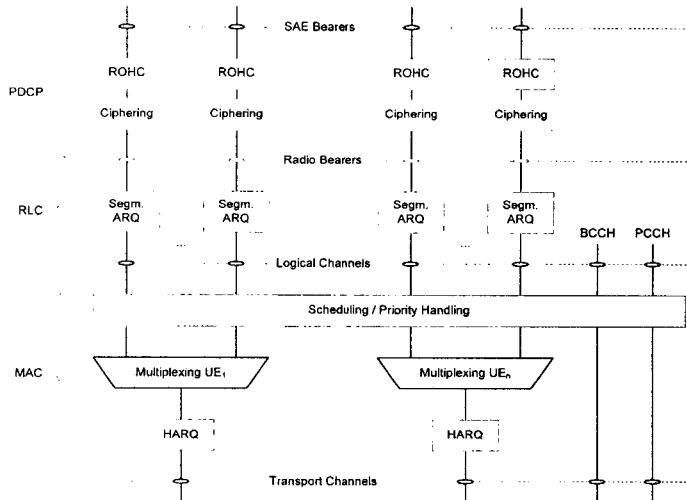 SAE Bearers
ROHC ROHC ROHC ROHC
PDCP
Ciphering Ciphering Ciphering Ciphering
Radio Bearers
Segm. ARQ Segm. ARQ Segm. ARQ Segm. ARQ
RLC
BCCH PCCH
Logical Channels
Scheduling / Priority Handling
MAC
Multiplexing UE₁ Multiplexing UEₙ
HARQ HARQ
Transport Channels